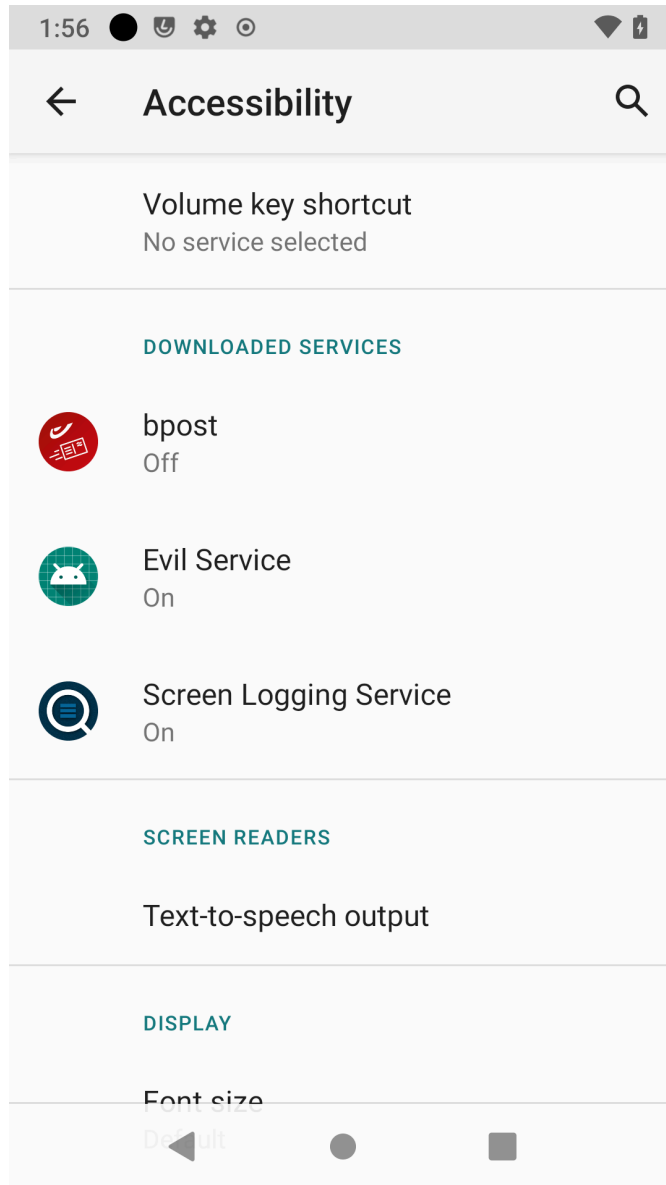 1:56
Accessibility
Volume key shortcut
No service selected
DOWNLOADED SERVICES
bpost
Off
Evil Service
On
Screen Logging Service
On
SCREEN READERS
Text-to-speech output
DISPLAY
Font size
Default